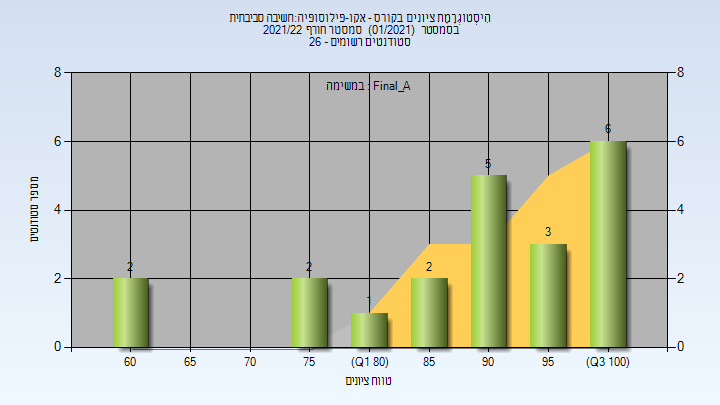 הִיסטוגְרַמַת ציונים בקורס - אקו-פילוסופיה:חשיבה סביבתית
בסמסטר (01/2021) סמסטר חורף 2021/22
סטודנטים רשומים - 26
במשימה : Final_A
8 8
6 6
4 4
2 2
0 0
2 2 1 2 5 3 6
מספר סטודנטים
60 65 70 75 (Q1 80) 85 90 95 (Q3 100)
טווח ציונים